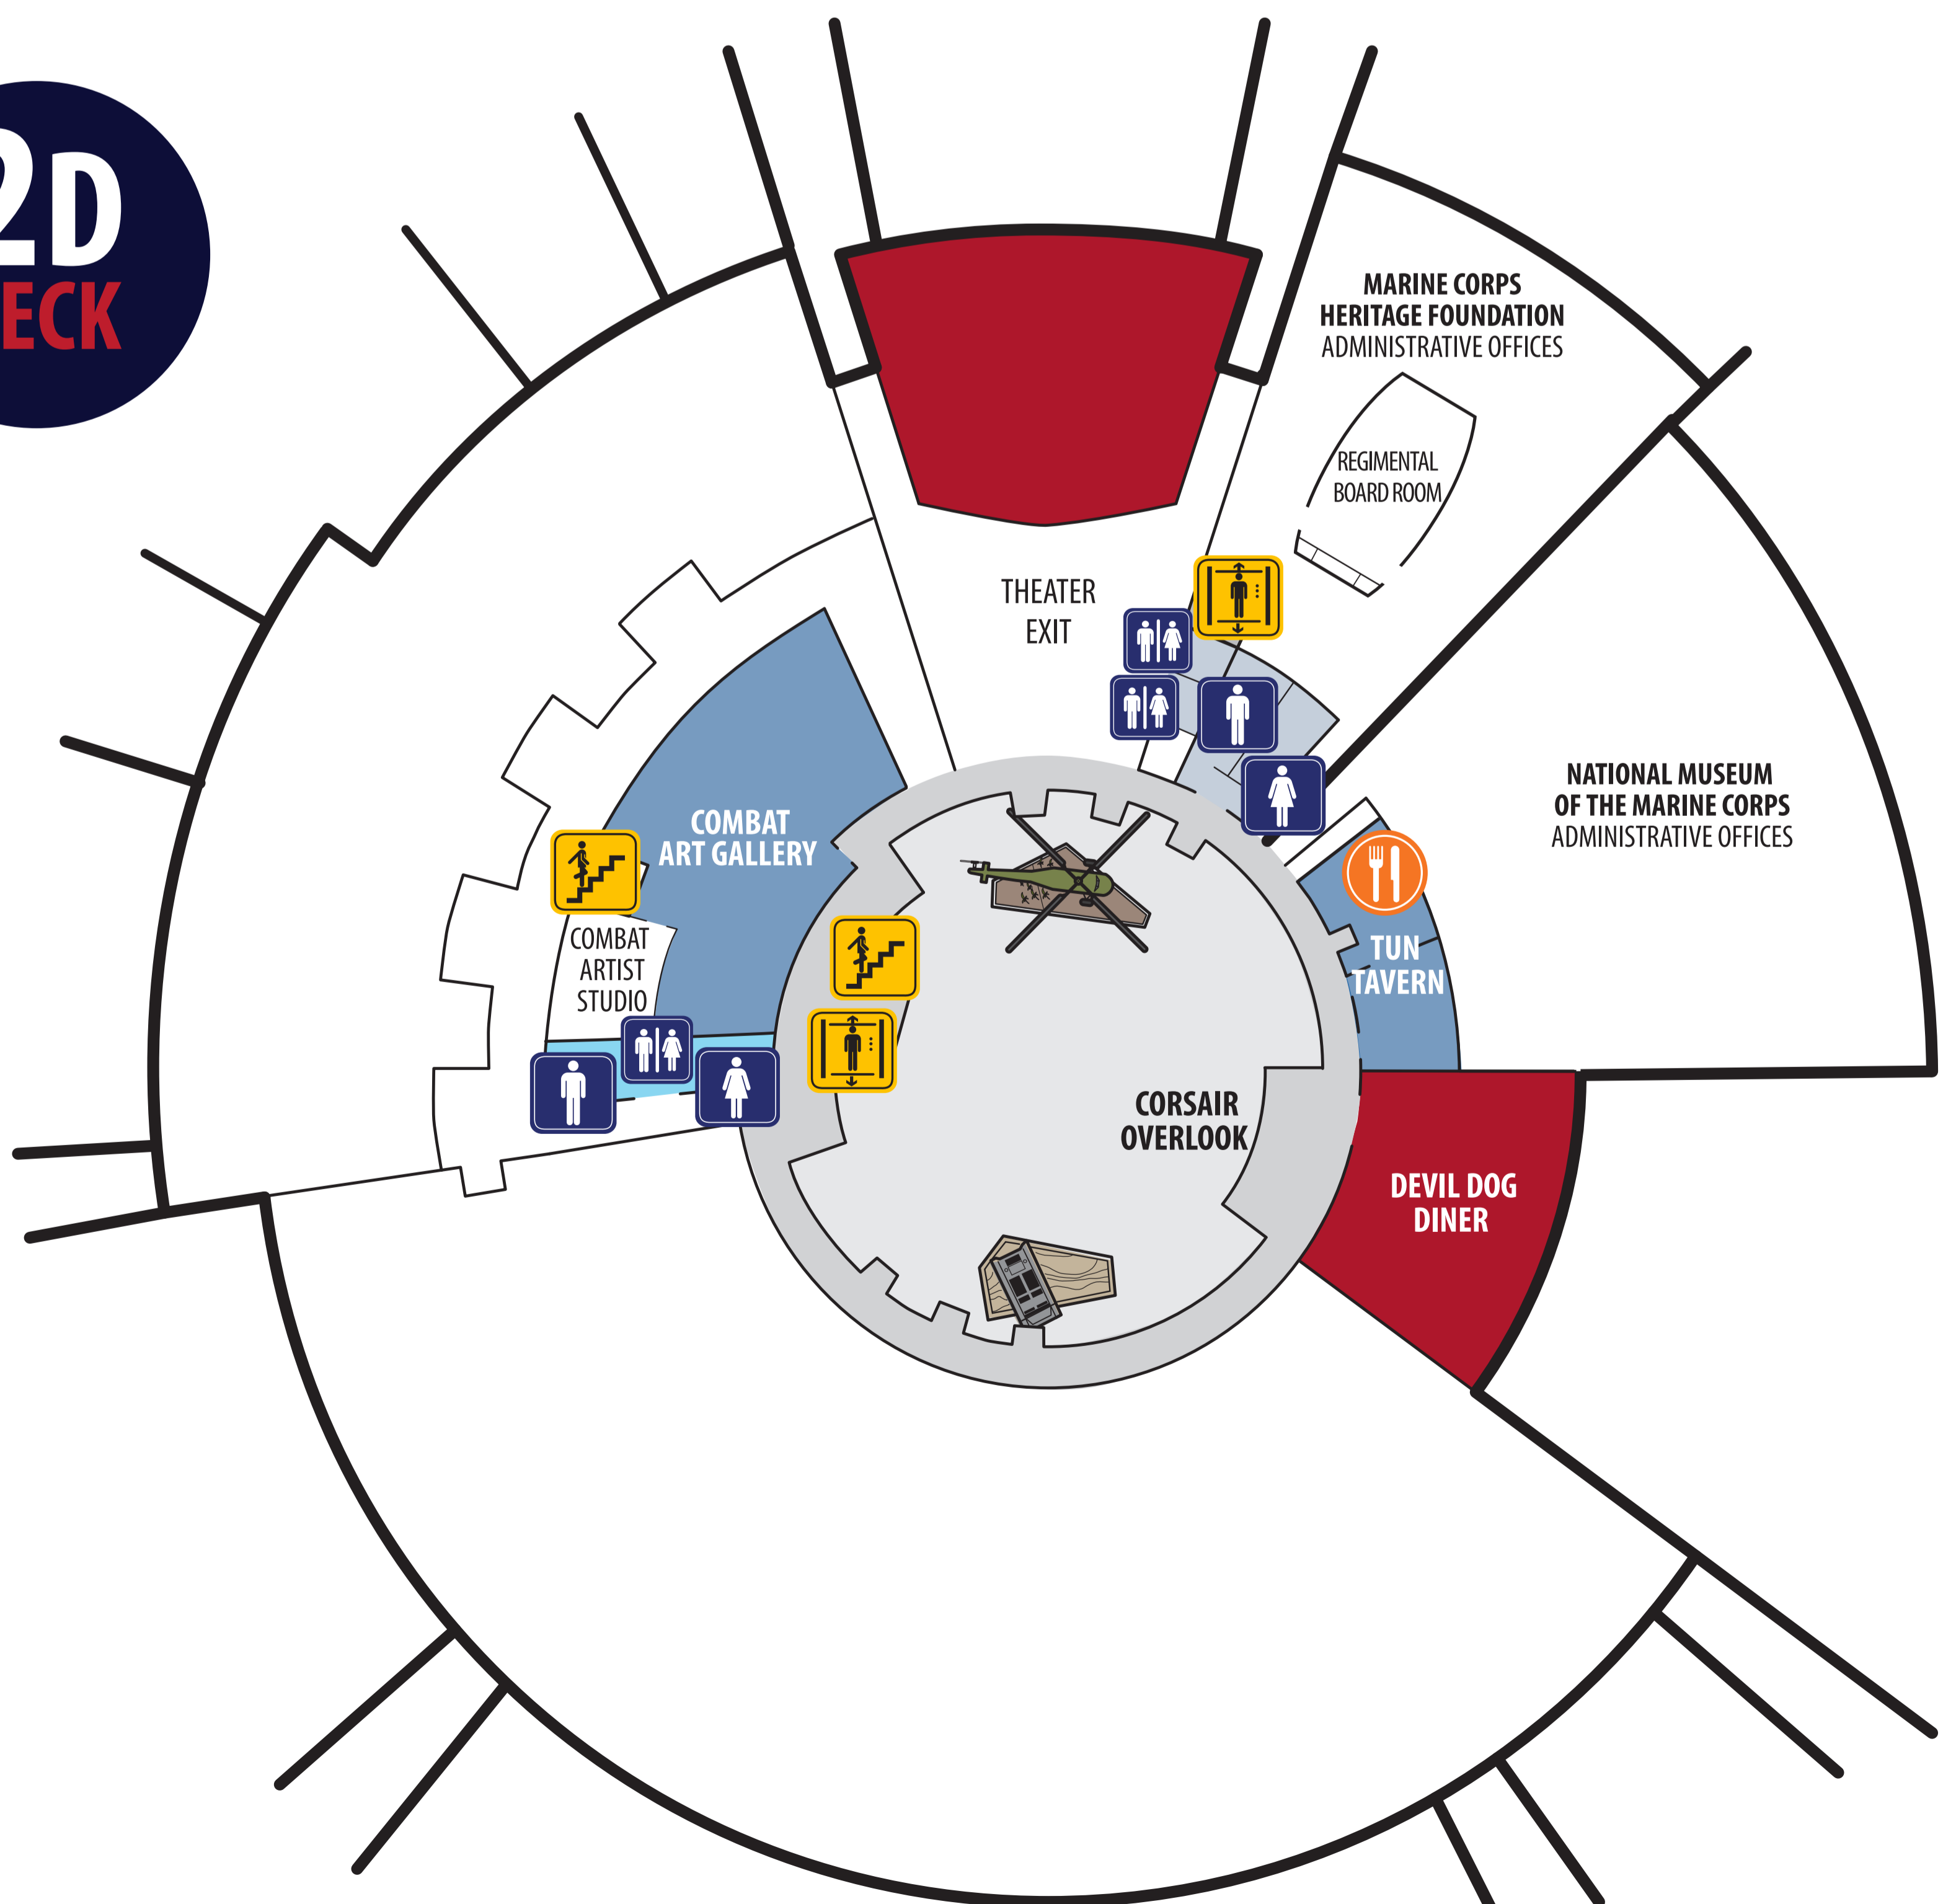 2D
ECK
MARINE CORPS
HERITAGE FOUNDATION
ADMINISTRATIVE OFFICES
REGIMENTAL
BOARD ROOM
THEATER
EXIT
NATIONAL MUSEUM
OF THE MARINE CORPS
ADMINISTRATIVE OFFICES
COMBAT
ART GALLERY
COMBAT
ARTIST
STUDIO
TUN
TAVERN
CORSAIR
OVERLOOK
DEVIL DOG
DINER